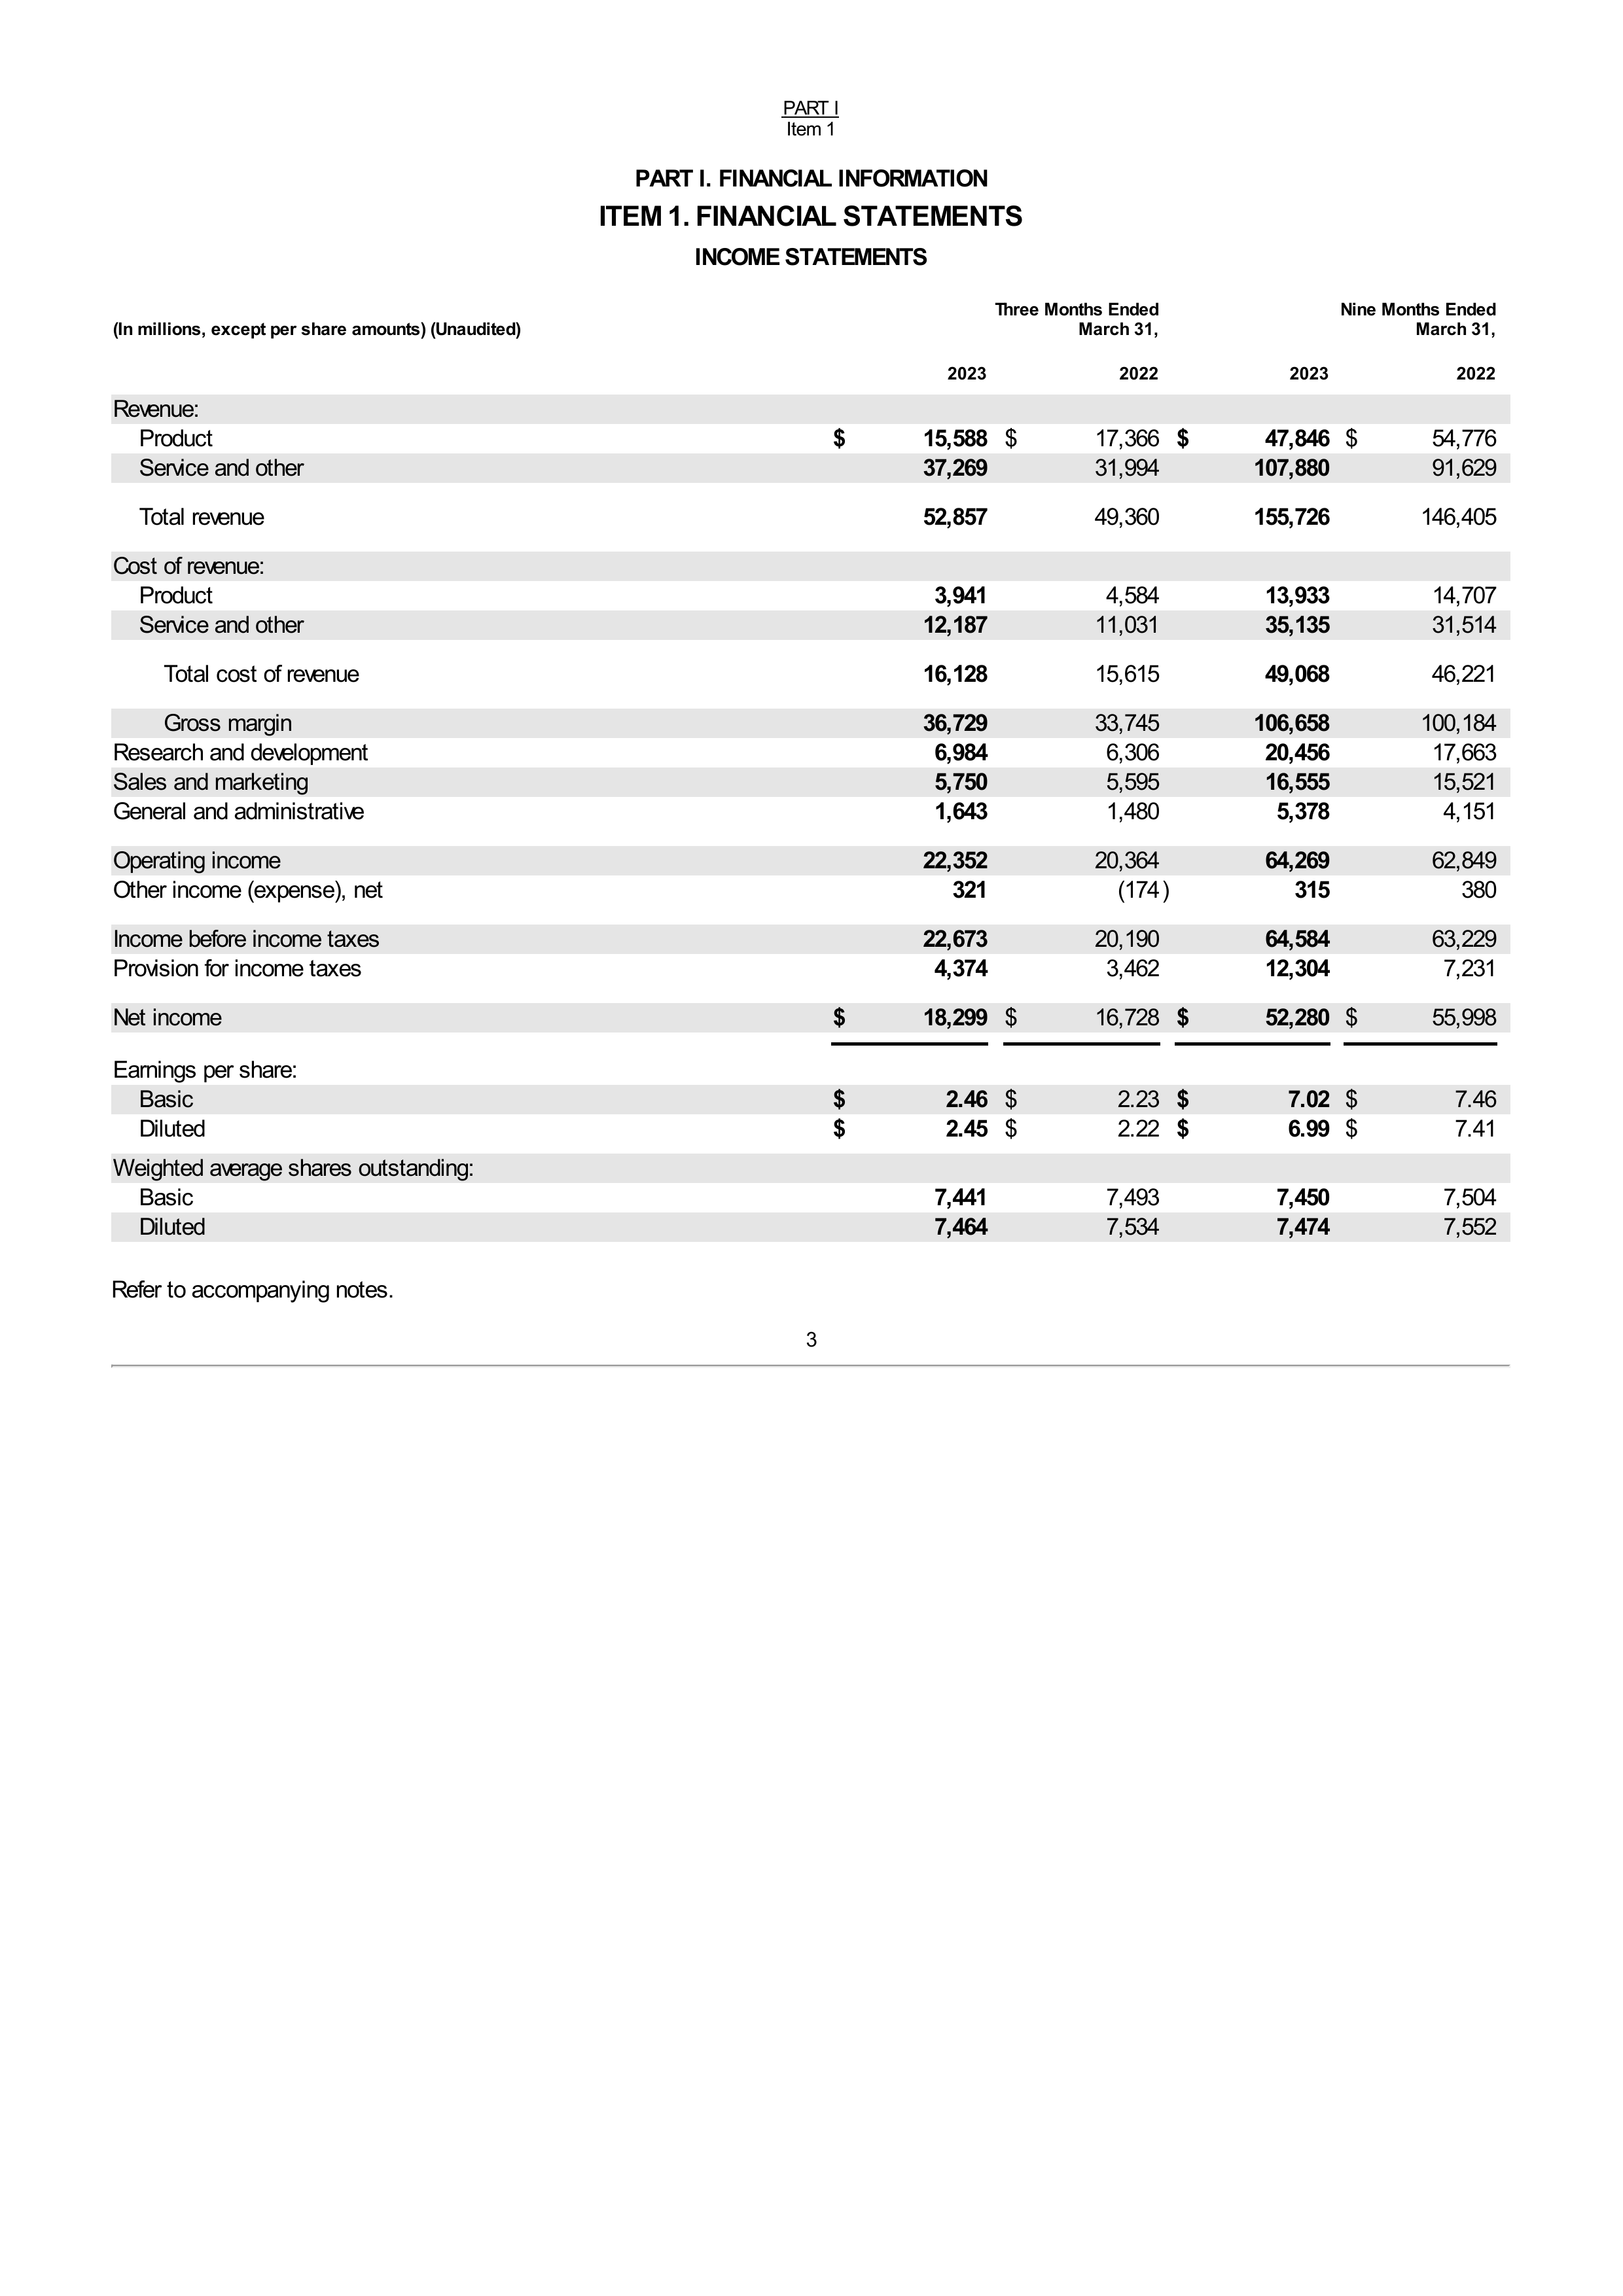 PART I
Item 1
PART I. FINANCIAL INFORMATION
ITEM 1. FINANCIAL STATEMENTS
INCOME STATEMENTS
(In millions, except per share amounts) (Unaudited) Three Months Ended March 31, Nine Months Ended March 31,
2023 2022 2023 2022
Revenue:
Product $ 15,588 $ 17,366 $ 47,846 $ 54,776
Service and other 37,269 31,994 107,880 91,629
Total revenue 52,857 49,360 155,726 146,405
Cost of revenue:
Product 3,941 4,584 13,933 14,707
Service and other 12,187 11,031 35,135 31,514
Total cost of revenue 16,128 15,615 49,068 46,221
Gross margin 36,729 33,745 106,658 100,184
Research and development 6,984 6,306 20,456 17,663
Sales and marketing 5,750 5,595 16,555 15,521
General and administrative 1,643 1,480 5,378 4,151
Operating income 22,352 20,364 64,269 62,849
Other income (expense), net 321 (174) 315 380
Income before income taxes 22,673 20,190 64,584 63,229
Provision for income taxes 4,374 3,462 12,304 7,231
Net income $ 18,299 $ 16,728 $ 52,280 $ 55,998
Earnings per share:
Basic $ 2.46 $ 2.23 $ 7.02 $ 7.46
Diluted $ 2.45 $ 2.22 $ 6.99 $ 7.41
Weighted average shares outstanding:
Basic 7,441 7,493 7,450 7,504
Diluted 7,464 7,534 7,474 7,552
Refer to accompanying notes.
3